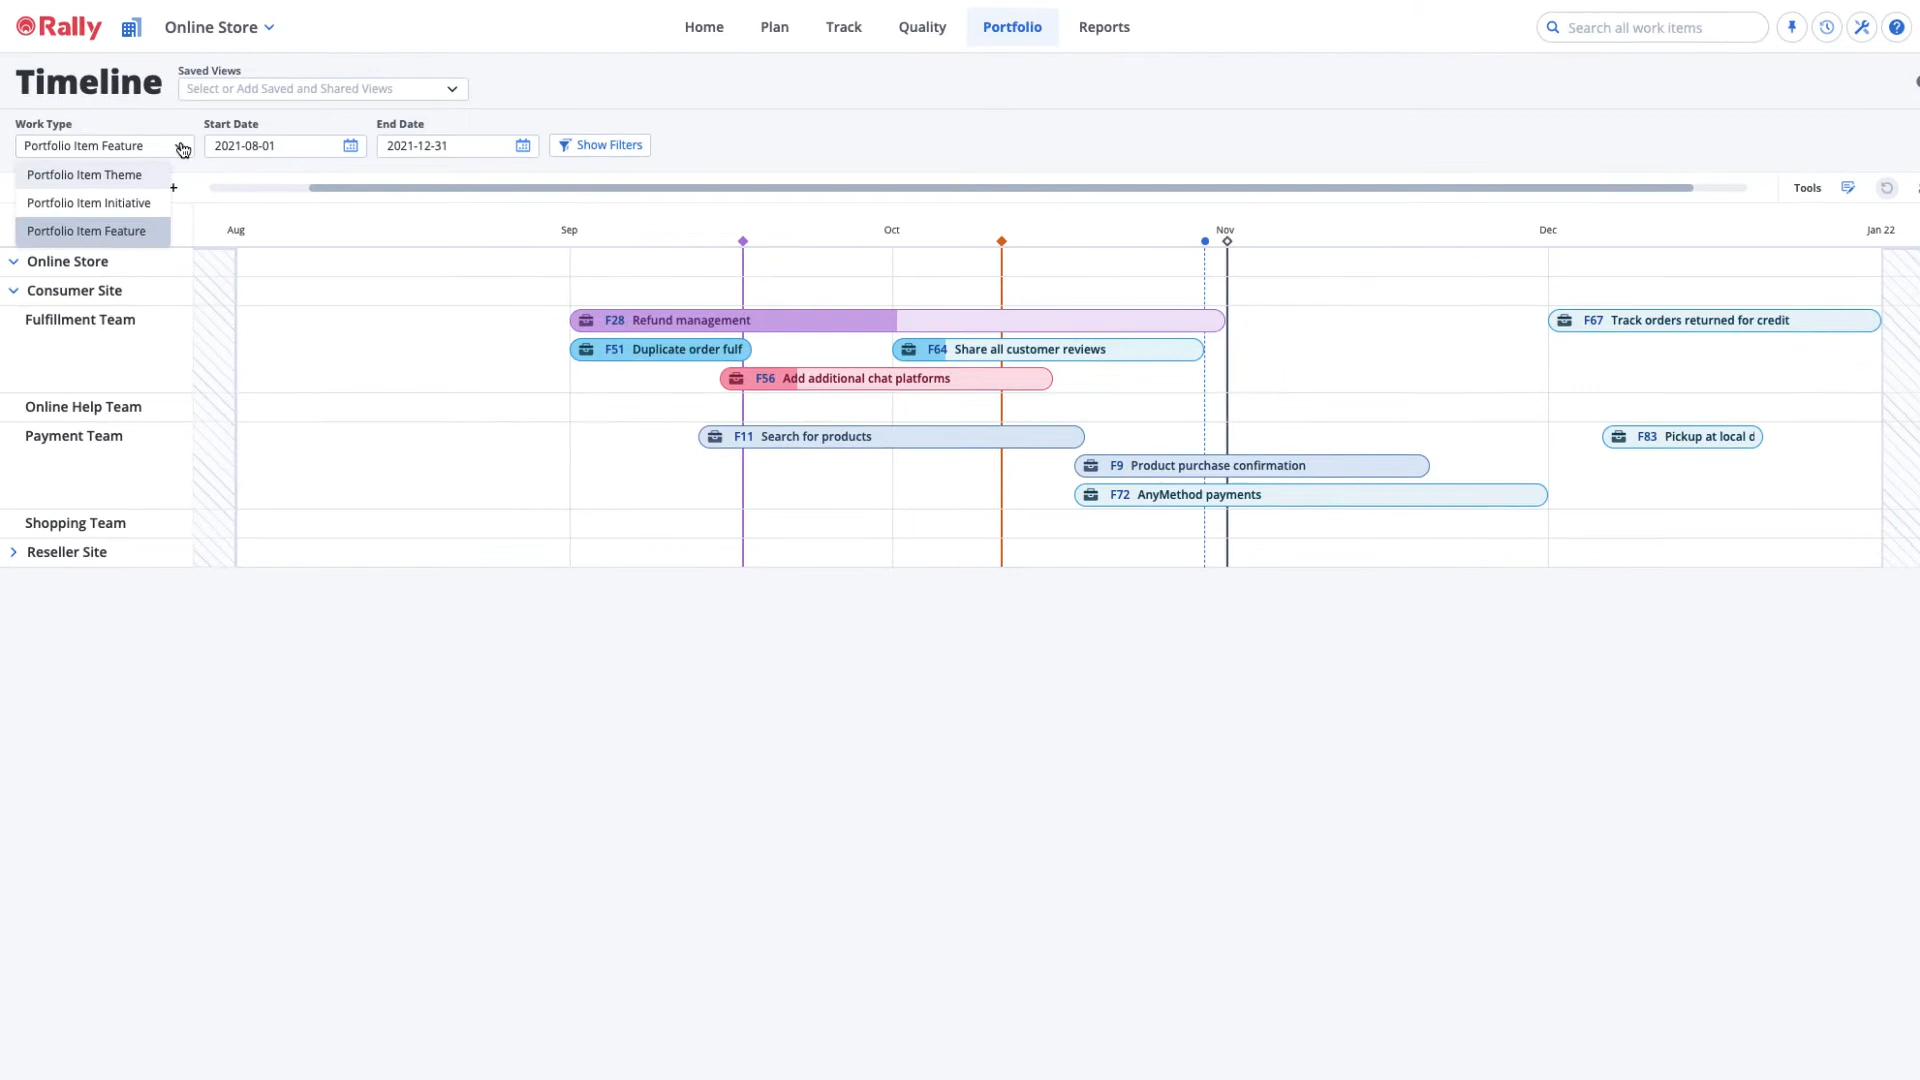 Rally
Online Store
Home
Plan
Track
Quality
Portfolio
Reports
Search all work items
Timeline
Saved Views
Select or Add Saved and Shared Views
Work Type
Start Date
End Date
Portfolio Item Feature
2021-08-01
2021-12-31
Show Filters
Portfolio Item Theme
Portfolio Item Initiative
Portfolio Item Feature
+
Tools
Aug
Sep
Oct
Nov
Dec
Jan 22
Online Store
Consumer Site
Fulfillment Team
F28 Refund management
F67 Track orders returned for credit
F51 Duplicate order fulf
F64 Share all customer reviews
F56 Add additional chat platforms
Online Help Team
Payment Team
F11 Search for products
F83 Pickup at local d
F9 Product purchase confirmation
F72 AnyMethod payments
Shopping Team
Reseller Site